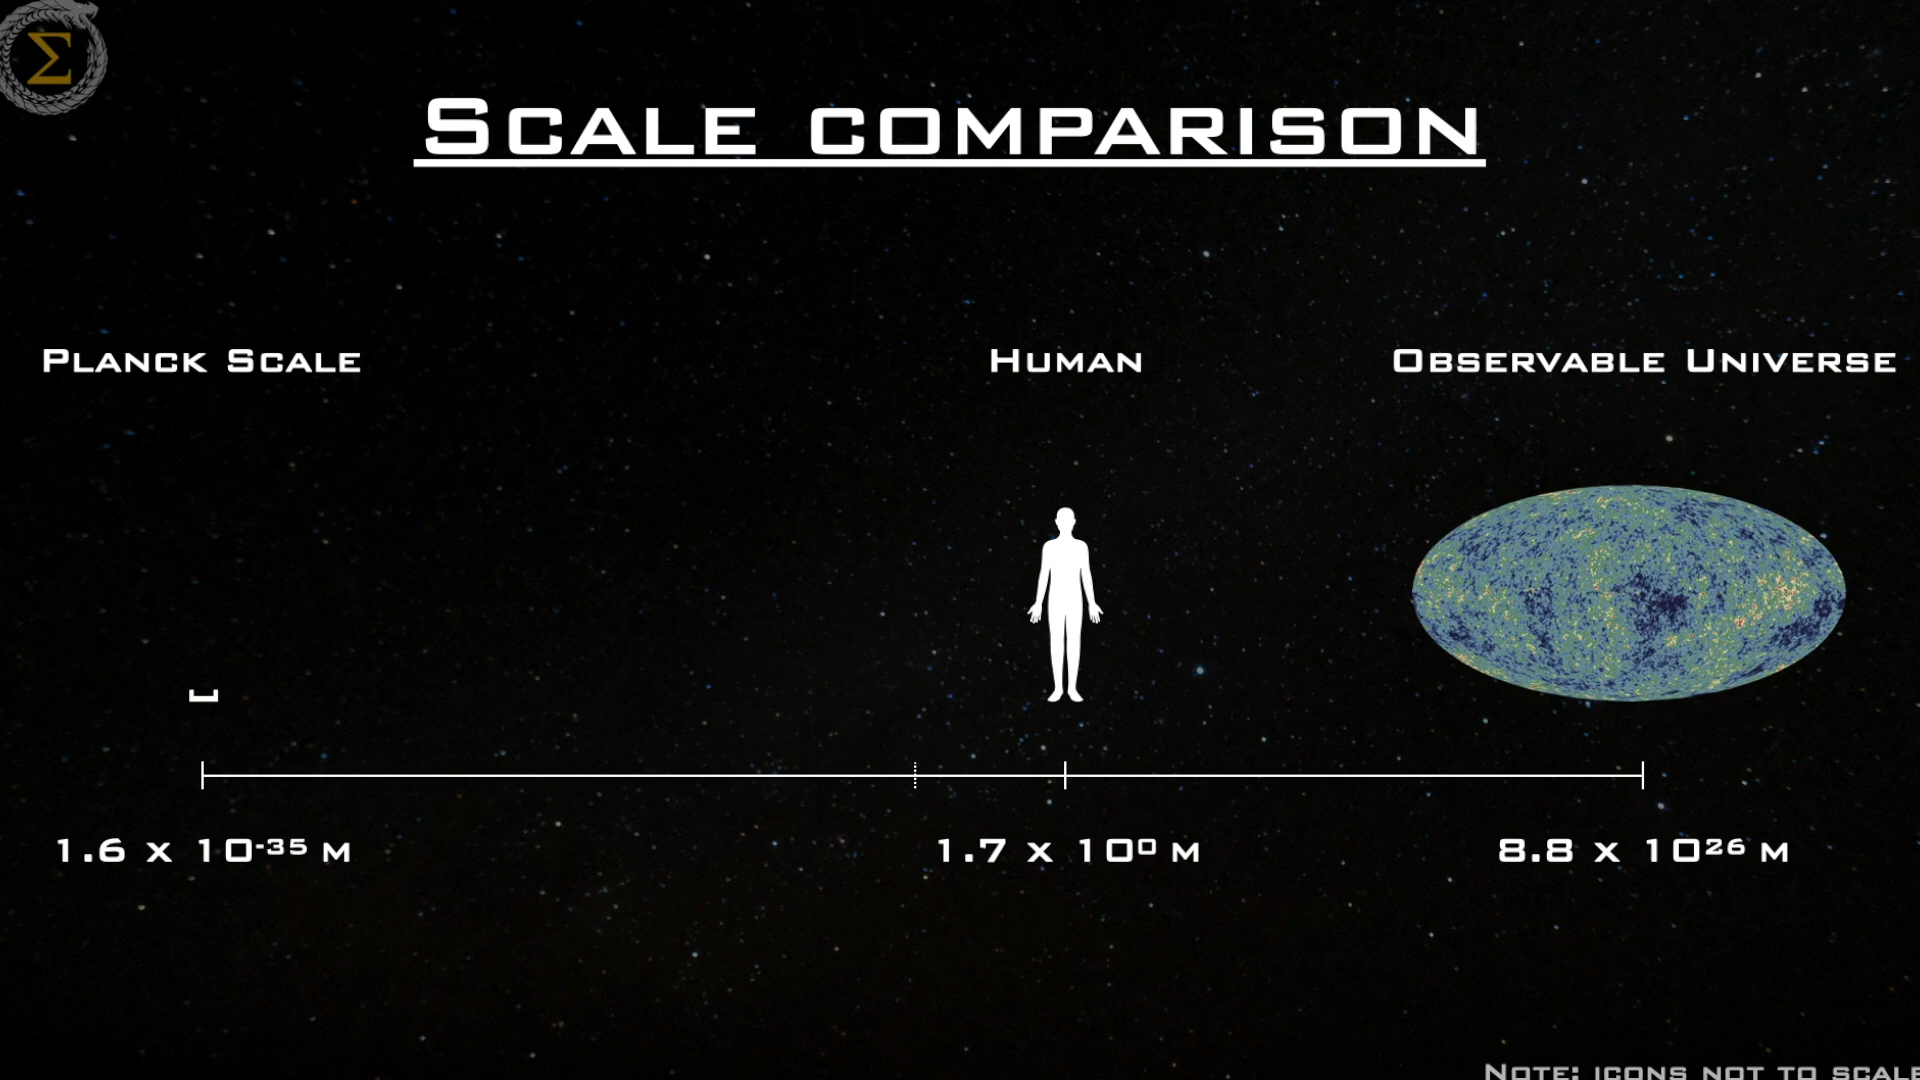 Σ
Scale comparison
Planck Scale
Human
Observable Universe
1.6 x 10⁻³⁵ m
1.7 x 10⁰ m
8.8 x 10²⁶ m
Note: icons not to scale